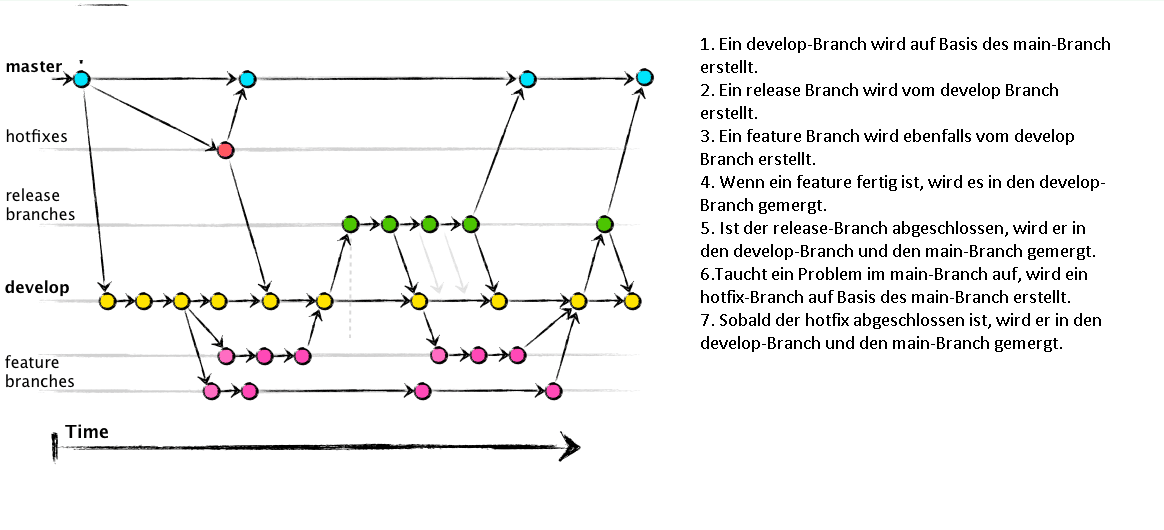 master
hotfixes
release
branches
develop
feature
branches
Time
1. Ein develop-Branch wird auf Basis des main-Branch
erstellt.
2. Ein release Branch wird vom develop Branch
erstellt.
3. Ein feature Branch wird ebenfalls vom develop
Branch erstellt.
4. Wenn ein feature fertig ist, wird es in den develop-
Branch gemergt.
5. Ist der release-Branch abgeschlossen, wird er in
den develop-Branch und den main-Branch gemergt.
6.Taucht ein Problem im main-Branch auf, wird ein
hotfix-Branch auf Basis des main-Branch erstellt.
7. Sobald der hotfix abgeschlossen ist, wird er in den
develop-Branch und den main-Branch gemergt.